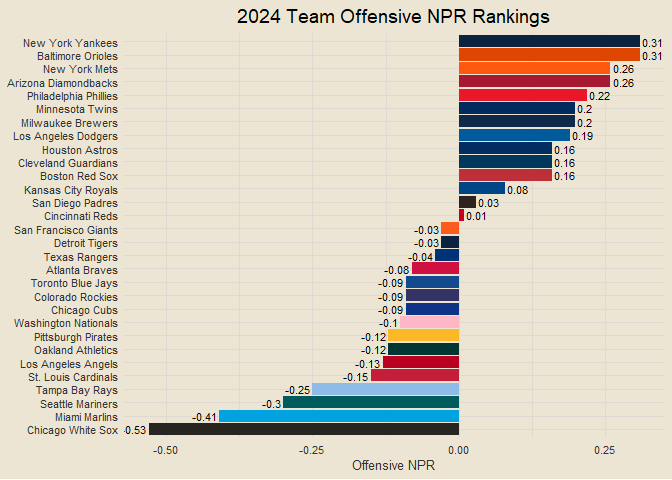 2024 Team Offensive NPR Rankings
New York Yankees 0.31
Baltimore Orioles 0.31
New York Mets 0.26
Arizona Diamondbacks 0.26
Philadelphia Phillies 0.22
Minnesota Twins 0.2
Milwaukee Brewers 0.2
Los Angeles Dodgers 0.19
Houston Astros 0.16
Cleveland Guardians 0.16
Boston Red Sox 0.16
Kansas City Royals 0.08
San Diego Padres 0.03
Cincinnati Reds 0.01
San Francisco Giants -0.03
Detroit Tigers -0.03
Texas Rangers -0.04
Atlanta Braves -0.08
Toronto Blue Jays -0.09
Colorado Rockies -0.09
Chicago Cubs -0.09
Washington Nationals -0.1
Pittsburgh Pirates -0.12
Oakland Athletics -0.12
Los Angeles Angels -0.13
St. Louis Cardinals -0.15
Tampa Bay Rays -0.25
Seattle Mariners -0.3
Miami Marlins -0.41
Chicago White Sox -0.53
-0.50 -0.25 0.00 0.25
Offensive NPR